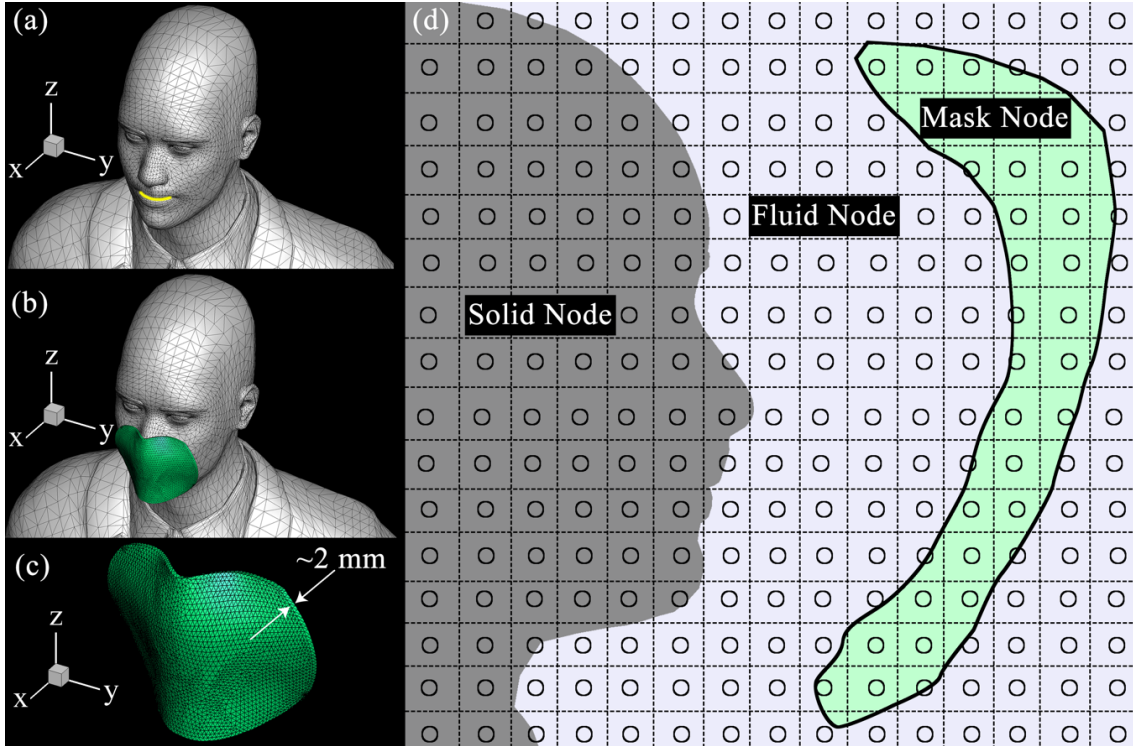 (a)
z
x
y
(b)
z
x
y
(c)
~2 mm
z
x
y
(d)
Mask Node
Fluid Node
Solid Node